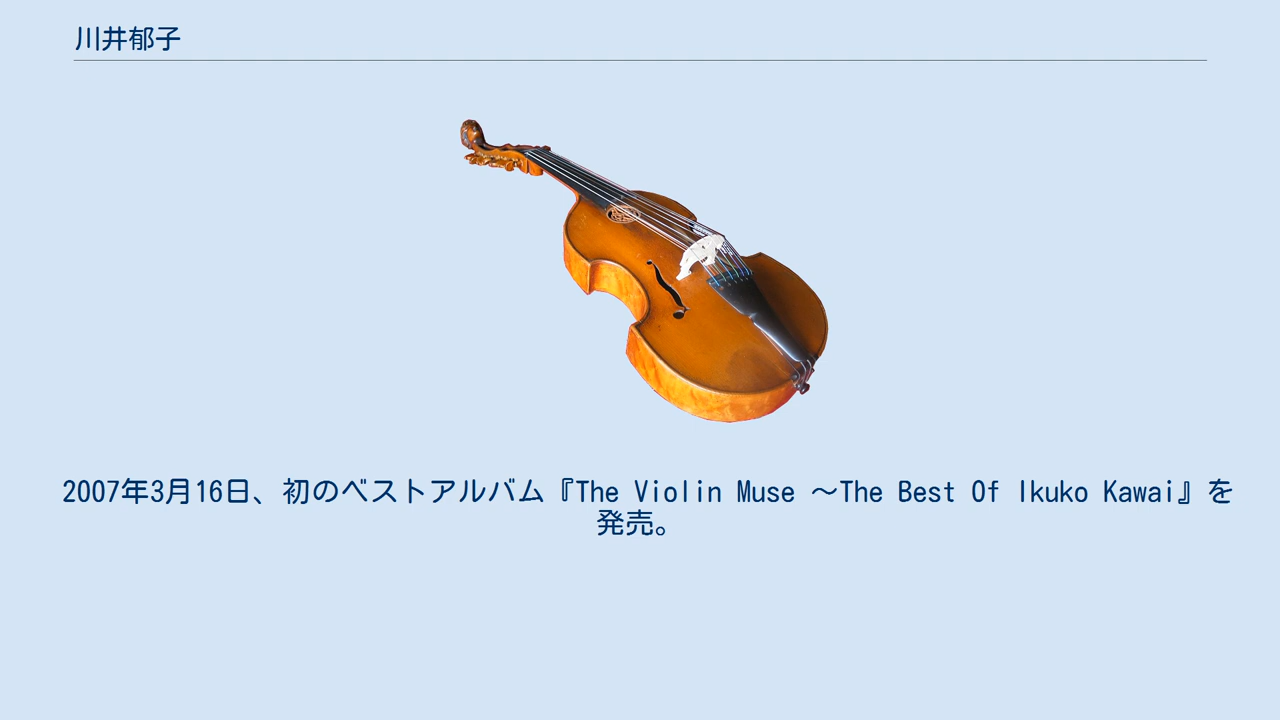 川井郁子
2007年3月16日、初のベストアルバム『The Violin Muse ～The Best Of Ikuko Kawai』を
発売。